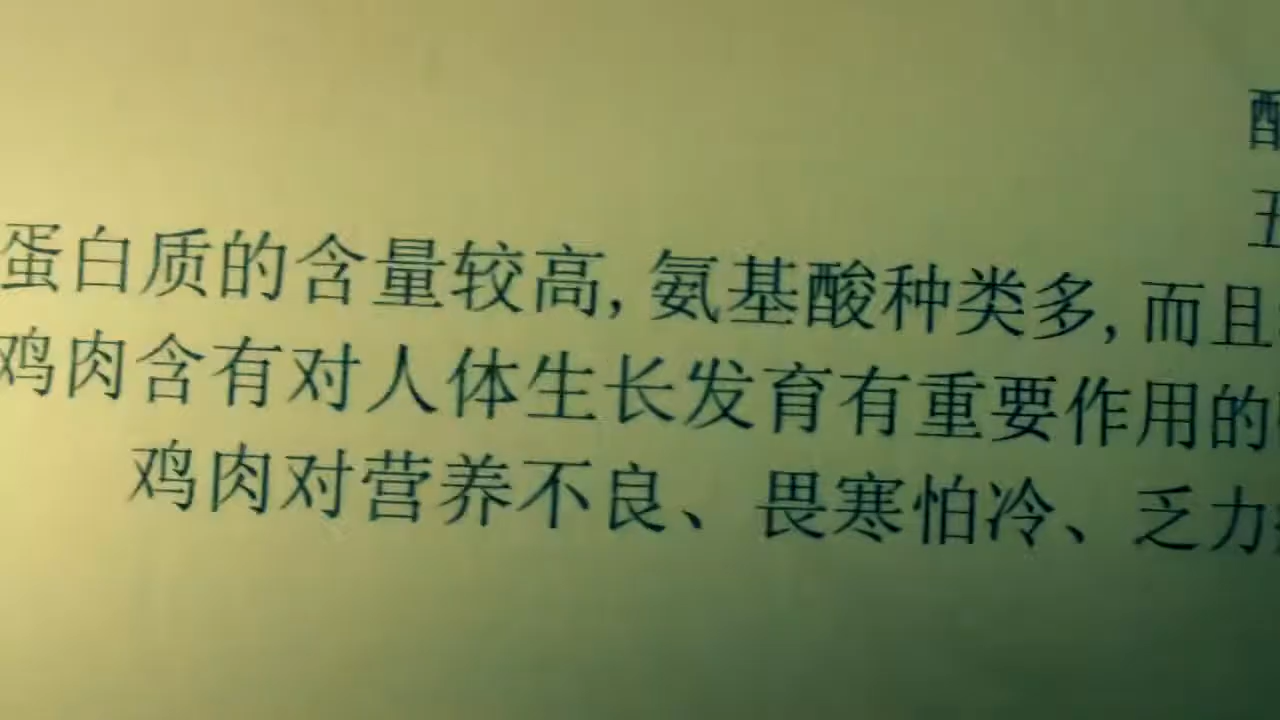 蛋白质的含量较高,氨基酸种类多,而且
鸡肉含有对人体生长发育有重要作用的
鸡肉对营养不良、畏寒怕冷、乏力